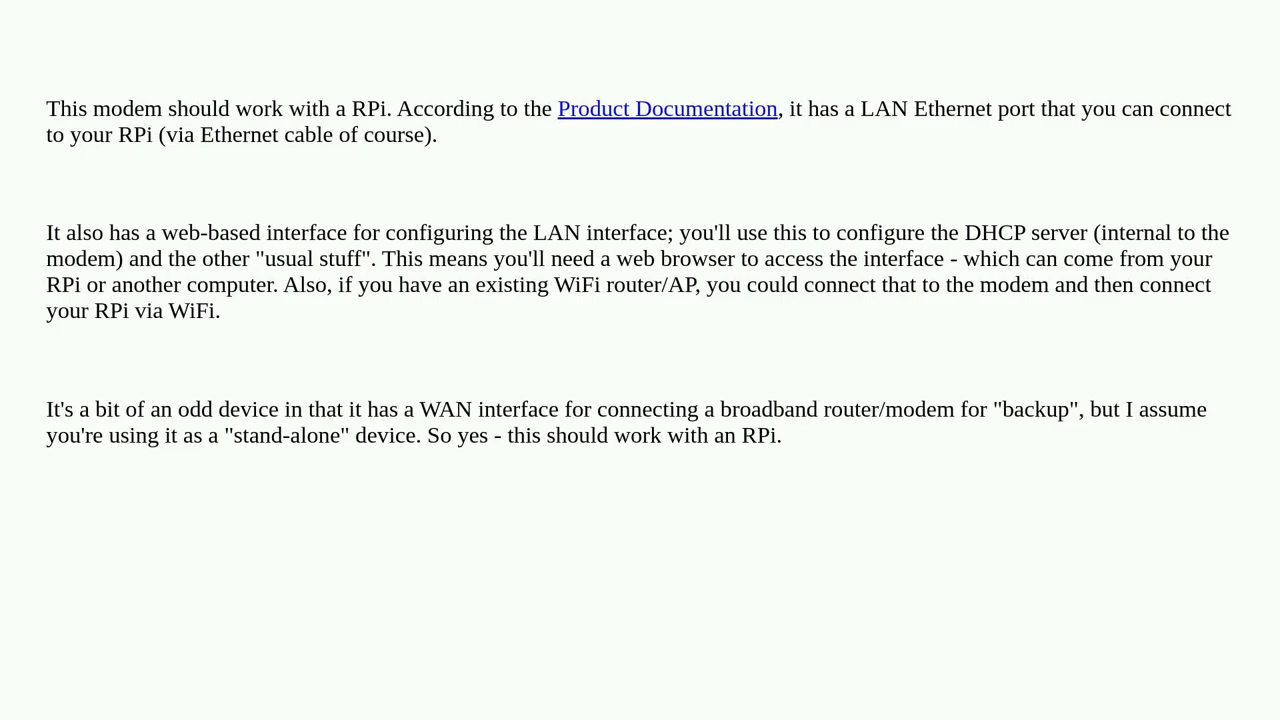 This modem should work with a RPi. According to the Product Documentation, it has a LAN Ethernet port that you can connect
to your RPi (via Ethernet cable of course).
It also has a web-based interface for configuring the LAN interface; you'll use this to configure the DHCP server (internal to the
modem) and the other "usual stuff". This means you'll need a web browser to access the interface - which can come from your
RPi or another computer. Also, if you have an existing WiFi router/AP, you could connect that to the modem and then connect
your RPi via WiFi.
It's a bit of an odd device in that it has a WAN interface for connecting a broadband router/modem for "backup", but I assume
you're using it as a "stand-alone" device. So yes - this should work with an RPi.